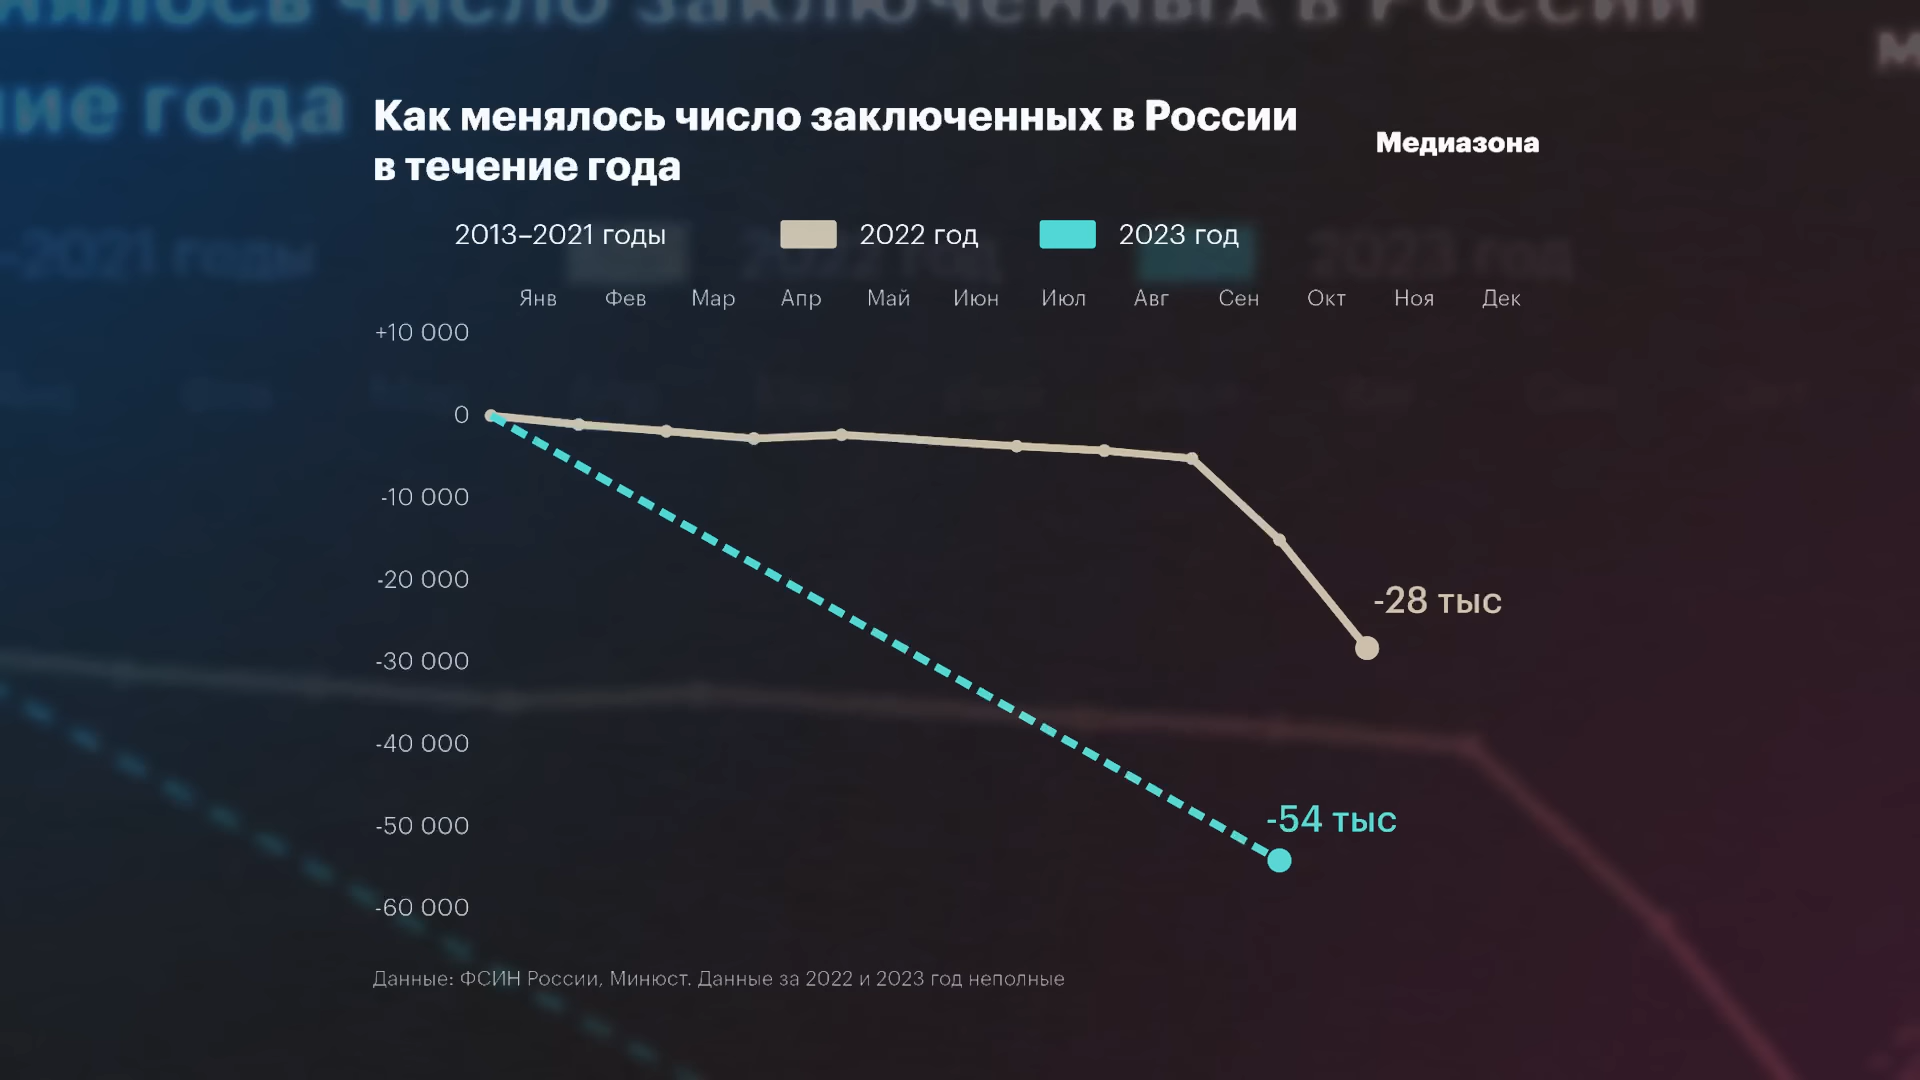 Как менялось число заключенных в России
в течение года
Медиазона
2013–2021 годы 2022 год 2023 год
Янв Фев Мар Апр Май Июн Июл Авг Сен Окт Ноя Дек
+10 000
0
-10 000
-20 000
-28 тыс
-30 000
-40 000
-54 тыс
-50 000
-60 000
Данные: ФСИН России, Минюст. Данные за 2022 и 2023 год неполные